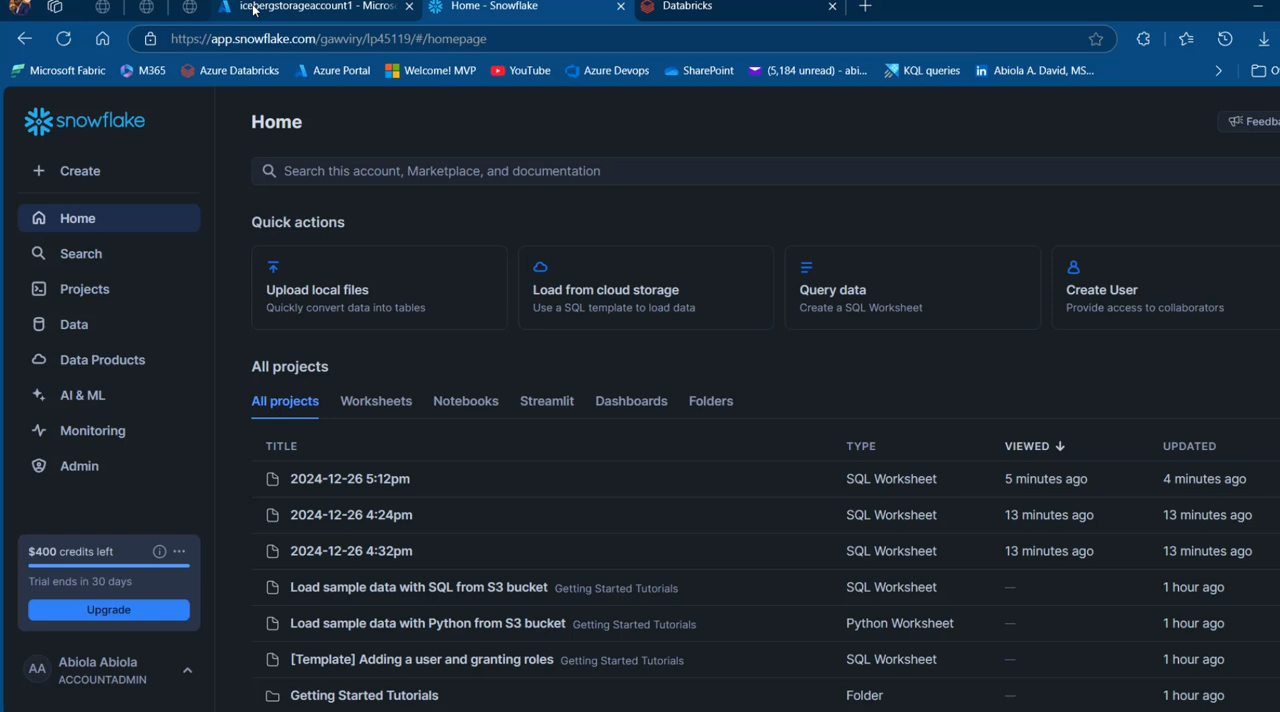 icebergstorageaccount1 - Micros
Home - Snowflake
Databricks
https://app.snowflake.com/gawviry/lp45119/#/homepage
Microsoft Fabric
M365
Azure Databricks
Azure Portal
Welcome! MVP
YouTube
Azure Devops
SharePoint
(5,184 unread) - abi...
KQL queries
Abiola A. David, MS...
O
snowflake
Create
Home
Search
Projects
Data
Data Products
AI & ML
Monitoring
Admin
$400 credits left
Trial ends in 30 days
Upgrade
AA
Abiola Abiola
ACCOUNTADMIN
Home
Feedba
Search this account, Marketplace, and documentation
Quick actions
Upload local files
Quickly convert data into tables
Load from cloud storage
Use a SQL template to load data
Query data
Create a SQL Worksheet
Create User
Provide access to collaborators
All projects
All projects Worksheets Notebooks Streamlit Dashboards Folders
TITLE TYPE VIEWED UPDATED
2024-12-26 5:12pm SQL Worksheet 5 minutes ago 4 minutes ago
2024-12-26 4:24pm SQL Worksheet 13 minutes ago 13 minutes ago
2024-12-26 4:32pm SQL Worksheet 13 minutes ago 13 minutes ago
Load sample data with SQL from S3 bucket Getting Started Tutorials SQL Worksheet — 1 hour ago
Load sample data with Python from S3 bucket Getting Started Tutorials Python Worksheet — 1 hour ago
[Template] Adding a user and granting roles Getting Started Tutorials SQL Worksheet — 1 hour ago
Getting Started Tutorials Folder — 1 hour ago